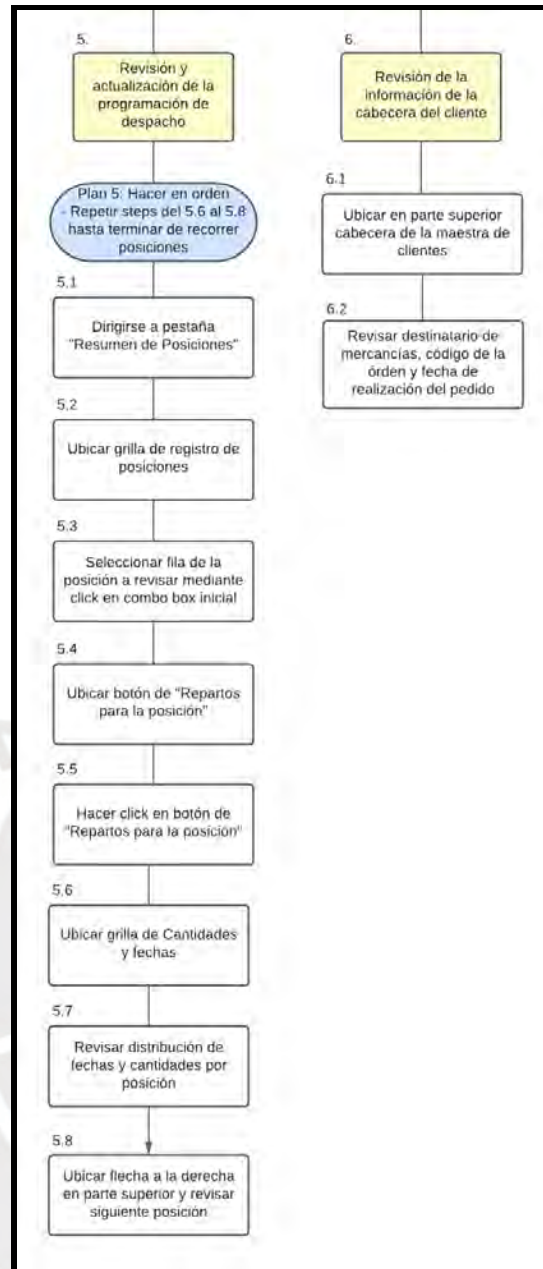 5.
Revisión y
actualización de la
programación de
despacho
Plan 5: Hacer en orden
- Repetir steps del 5.6 al 5.8
hasta terminar de recorrer
posiciones
5.1
Dirigirse a pestaña
"Resumen de Posiciones"
5.2
Ubicar grilla de registro de
posiciones
5.3
Seleccionar fila de la
posición a revisar mediante
click en combo box inicial
5.4
Ubicar botón de "Repartos
para la posición"
5.5
Hacer click en botón de
"Repartos para la posición"
5.6
Ubicar grilla de Cantidades
y fechas
5.7
Revisar distribución de
fechas y cantidades por
posición
5.8
Ubicar flecha a la derecha
en parte superior y revisar
siguiente posición
6.
Revisión de la
información de la
cabecera del cliente
6.1
Ubicar en parte superior
cabecera de la maestra de
clientes
6.2
Revisar destinatario de
mercancías, código de la
órden y fecha de
realización del pedido